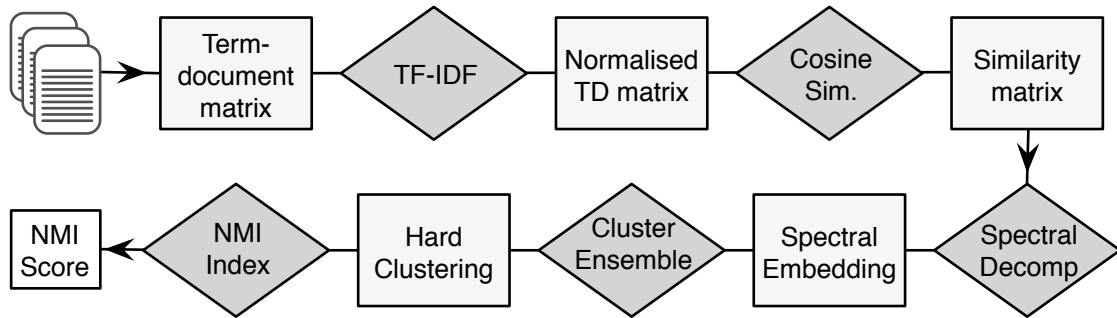 Term-
document
matrix
TF-IDF
Normalised
TD matrix
Cosine
Sim.
Similarity
matrix
NMI
Score
NMI
Index
Hard
Clustering
Cluster
Ensemble
Spectral
Embedding
Spectral
Decomp